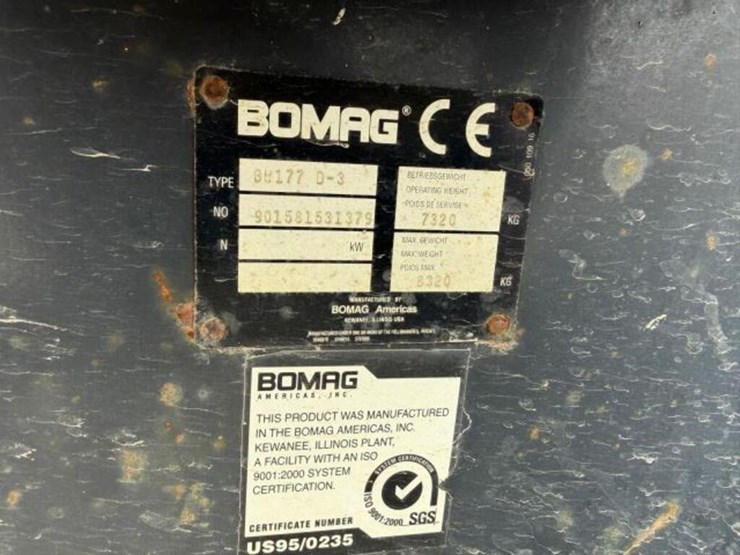 BOMAG® CE
TYPE BW177 D-3
BETRIEBSGEWICHT
OPERATING WEIGHT
POIDS DE SERVICE
7320 KG
NO 901581531379
N kW
MAX. GEWICHT
MAX. WEIGHT
POIDS MAX.
8320 KG
MANUFACTURED BY
BOMAG Americas
KEWANEE, ILLINOIS USA
BOMAG
AMERICAS, INC.
THIS PRODUCT WAS MANUFACTURED
IN THE BOMAG AMERICAS, INC.
KEWANEE, ILLINOIS PLANT,
A FACILITY WITH AN ISO
9001:2000 SYSTEM
CERTIFICATION.
SYSTEM CERTIFICATION
ISO 9001:2000 SGS
CERTIFICATE NUMBER
US95/0235